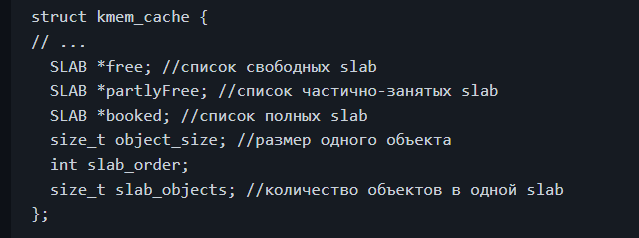 struct kmem_cache {
// ...
SLAB *free; //список свободных slab
SLAB *partlyFree; //список частично-занятых slab
SLAB *booked; //список полных slab
size_t object_size; //размер одного объекта
int slab_order;
size_t slab_objects; //количество объектов в одной slab
};